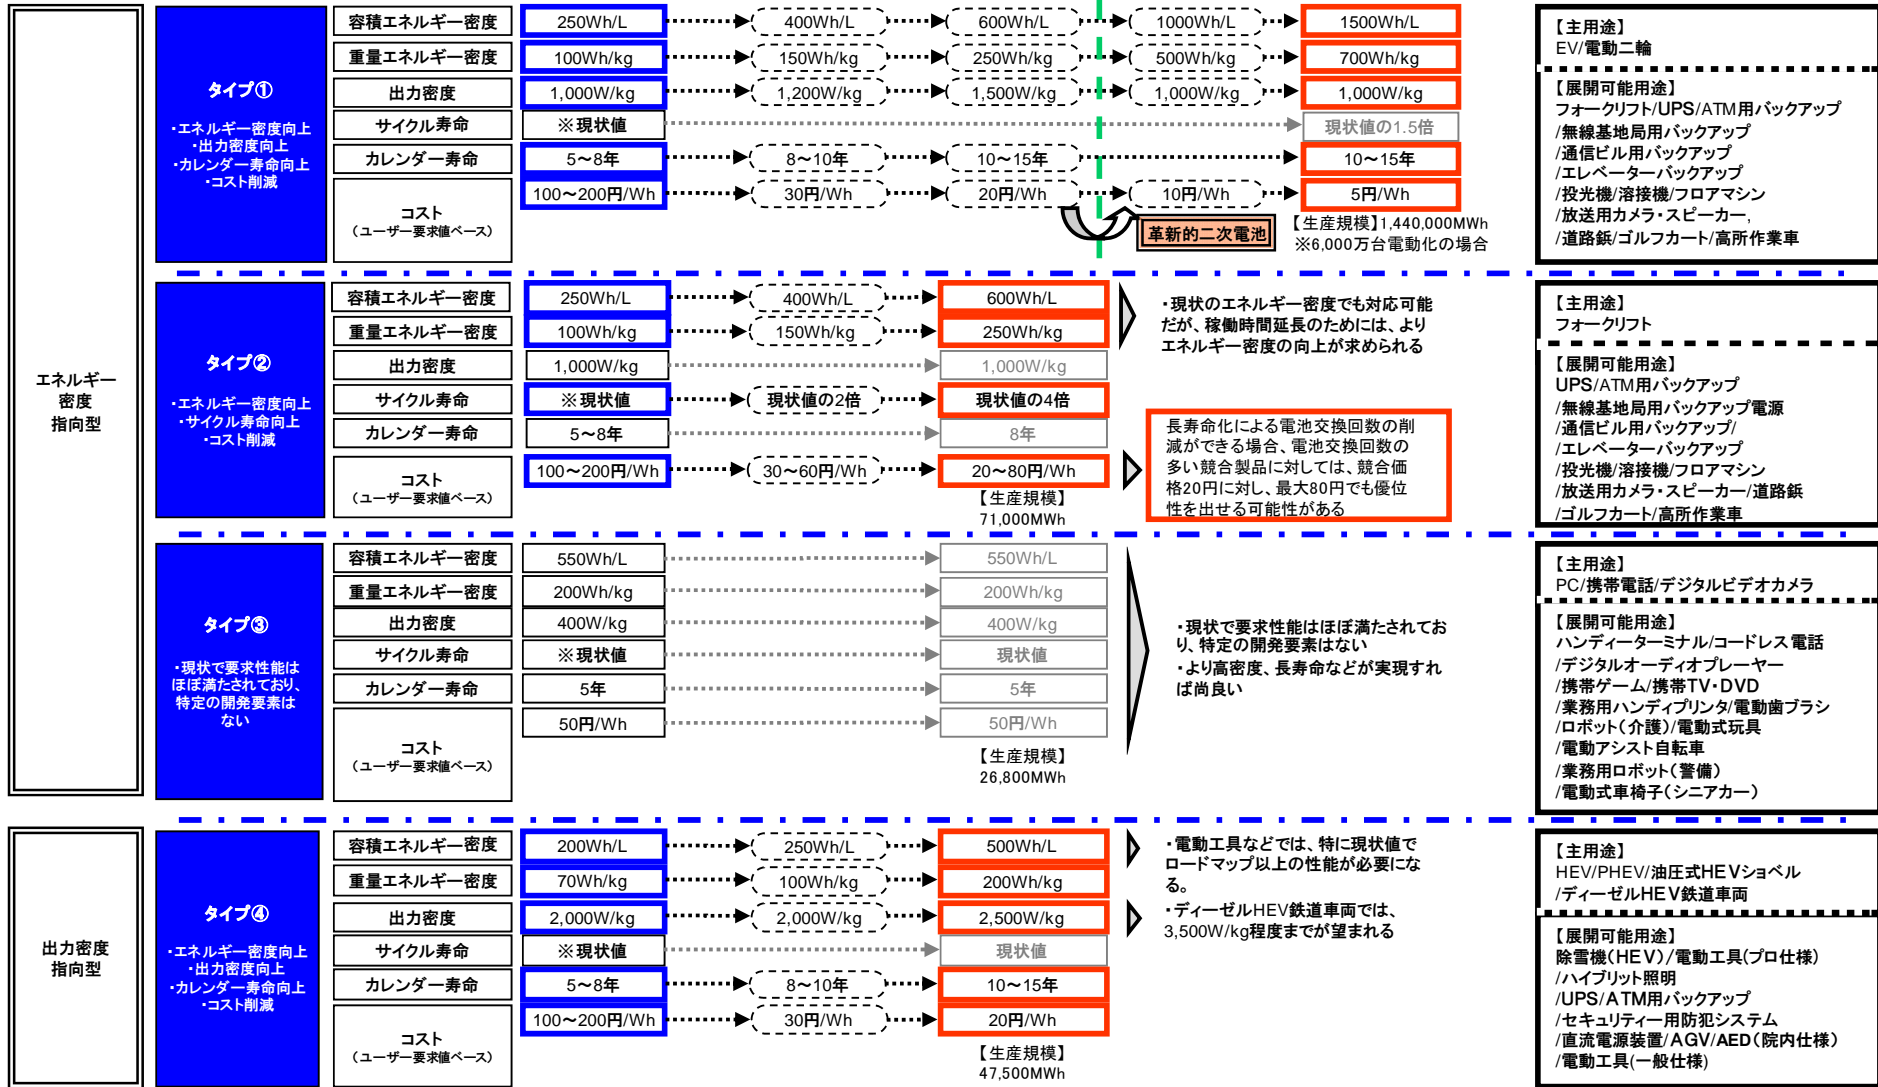 エネルギー
密度
指向型
タイプ①
・エネルギー密度向上
・出力密度向上
・カレンダー寿命向上
・コスト削減
容積エネルギー密度
250Wh/L
400Wh/L
600Wh/L
1000Wh/L
1500Wh/L
重量エネルギー密度
100Wh/kg
150Wh/kg
250Wh/kg
500Wh/kg
700Wh/kg
出力密度
1,000W/kg
1,200W/kg
1,500W/kg
1,000W/kg
1,000W/kg
サイクル寿命
※現状値
現状値の1.5倍
カレンダー寿命
5～8年
8～10年
10～15年
10～15年
コスト
（ユーザー要求値ベース）
100～200円/Wh
30円/Wh
20円/Wh
10円/Wh
5円/Wh
革新的二次電池
【生産規模】1,440,000MWh
※6,000万台電動化の場合
【主用途】
EV/電動二輪
【展開可能用途】
フォークリフト/UPS/ATM用バックアップ
/無線基地局用バックアップ
/通信ビル用バックアップ
/エレベーターバックアップ
/投光機/溶接機/フロアマシン
/放送用カメラ・スピーカー,
/道路鋲/ゴルフカート/高所作業車
タイプ②
・エネルギー密度向上
・サイクル寿命向上
・コスト削減
容積エネルギー密度
250Wh/L
400Wh/L
600Wh/L
重量エネルギー密度
100Wh/kg
150Wh/kg
250Wh/kg
出力密度
1,000W/kg
1,000W/kg
サイクル寿命
※現状値
現状値の2倍
現状値の4倍
カレンダー寿命
5～8年
8年
コスト
（ユーザー要求値ベース）
100～200円/Wh
30～60円/Wh
20～80円/Wh
【生産規模】
71,000MWh
・現状のエネルギー密度でも対応可能
だが、稼働時間延長のためには、より
エネルギー密度の向上が求められる
長寿命化による電池交換回数の削
減ができる場合、電池交換回数の
多い競合製品に対しては、競合価
格20円に対し、最大80円でも優位
性を出せる可能性がある
【主用途】
フォークリフト
【展開可能用途】
UPS/ATM用バックアップ
/無線基地局用バックアップ電源
/通信ビル用バックアップ/
/エレベーターバックアップ
/投光機/溶接機/フロアマシン
/放送用カメラ・スピーカー/道路鋲
/ゴルフカート/高所作業車
タイプ③
・現状で要求性能は
ほぼ満たされており、
特定の開発要素は
ない
容積エネルギー密度
550Wh/L
550Wh/L
重量エネルギー密度
200Wh/kg
200Wh/kg
出力密度
400W/kg
400W/kg
サイクル寿命
※現状値
現状値
カレンダー寿命
5年
5年
コスト
（ユーザー要求値ベース）
50円/Wh
50円/Wh
【生産規模】
26,800MWh
・現状で要求性能はほぼ満たされてお
り、特定の開発要素はない
・より高密度、長寿命などが実現すれ
ば尚良い
【主用途】
PC/携帯電話/デジタルビデオカメラ
【展開可能用途】
ハンディーターミナル/コードレス電話
/デジタルオーディオプレーヤー
/携帯ゲーム/携帯TV・DVD
/業務用ハンディプリンタ/電動歯ブラシ
/ロボット（介護）/電動式玩具
/電動アシスト自転車
/業務用ロボット（警備）
/電動式車椅子（シニアカー）
出力密度
指向型
タイプ④
・エネルギー密度向上
・出力密度向上
・カレンダー寿命向上
・コスト削減
容積エネルギー密度
200Wh/L
250Wh/L
500Wh/L
重量エネルギー密度
70Wh/kg
100Wh/kg
200Wh/kg
出力密度
2,000W/kg
2,000W/kg
2,500W/kg
サイクル寿命
※現状値
現状値
カレンダー寿命
5～8年
8～10年
10～15年
コスト
（ユーザー要求値ベース）
100～200円/Wh
30円/Wh
20円/Wh
【生産規模】
47,500MWh
・電動工具などでは、特に現状値で
ロードマップ以上の性能が必要にな
る。
・ディーゼルHEV鉄道車両では、
3,500W/kg程度までが望まれる
【主用途】
HEV/PHEV/油圧式HEVショベル
/ディーゼルHEV鉄道車両
【展開可能用途】
除雪機（HEV）/電動工具(プロ仕様)
/ハイブリット照明
/UPS/ATM用バックアップ
/セキュリティー用防犯システム
/直流電源装置/AGV/AED（院内仕様）
/電動工具(一般仕様)